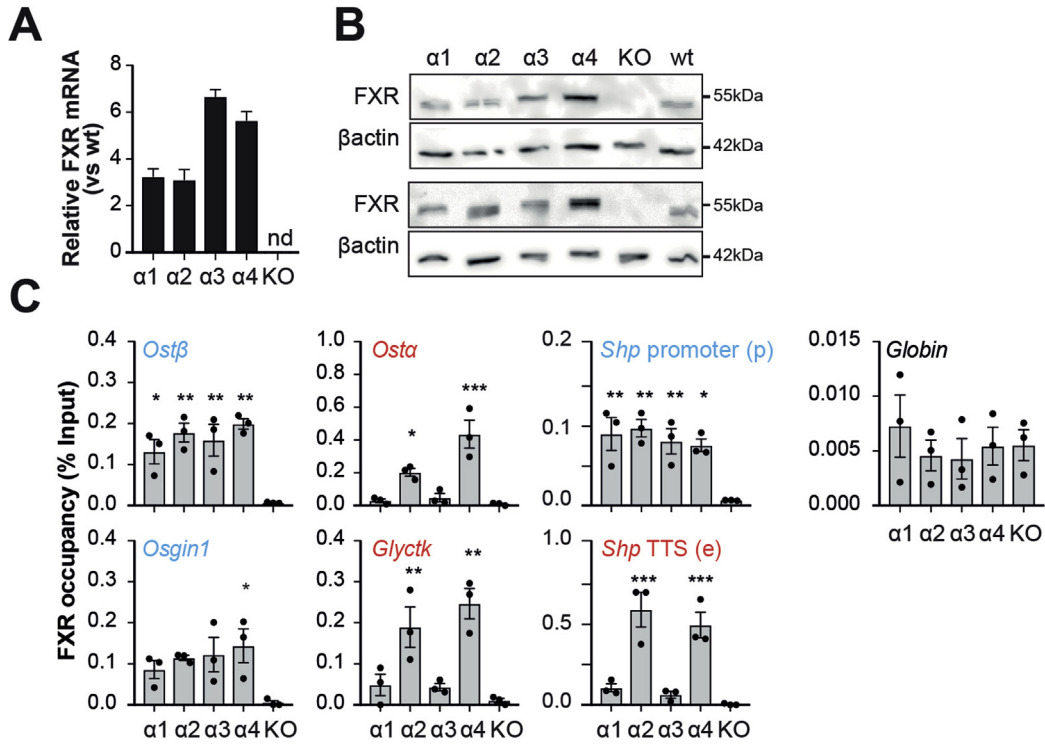 A
Relative FXR mRNA
(vs wt)
8
6
4
2
0
nd
α1 α2 α3 α4 KO
B
α1 α2 α3 α4 KO wt
FXR
55kDa
βactin
42kDa
FXR
55kDa
βactin
42kDa
C
FXR occupancy (% Input)
Ostβ
0.4
0.3
0.2
0.1
0.0
* ** ** **
Ostα
1.0
0.8
0.6
0.4
0.2
0.0
* ***
Shp promoter (p)
0.2
0.1
0.0
** ** ** *
Globin
0.015
0.010
0.005
0.000
α1 α2 α3 α4 KO
Osgin1
0.4
0.3
0.2
0.1
0.0
*
α1 α2 α3 α4 KO
Glyctk
0.4
0.3
0.2
0.1
0.0
** **
α1 α2 α3 α4 KO
Shp TTS (e)
1.0
0.5
0.0
*** ***
α1 α2 α3 α4 KO